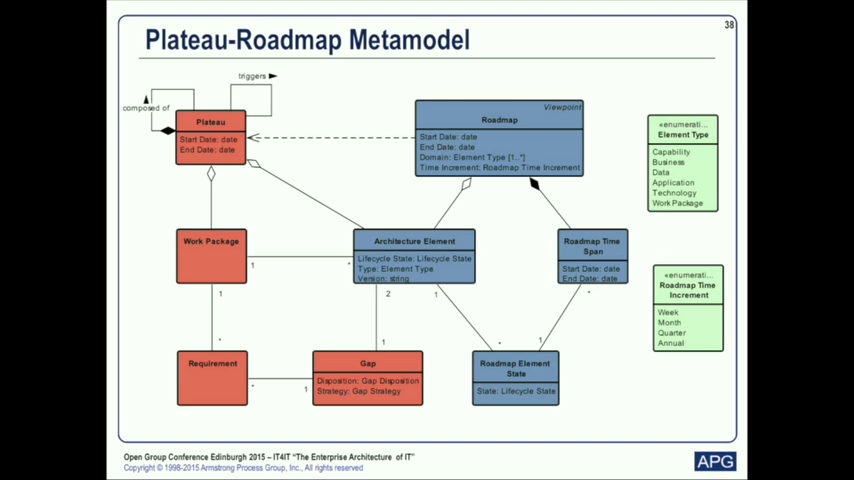 38
Plateau-Roadmap Metamodel
triggers
composed of
Plateau
Start Date: date
End Date: date
Viewpoint
Roadmap
Start Date: date
End Date: date
Domain: Element Type [1..*]
Time Increment: Roadmap Time Increment
«enumerati...
Element Type
Capability
Business
Data
Application
Technology
Work Package
Work Package
1
*
Architecture Element
Lifecycle State: Lifecycle State
Type: Element Type
Version: string
Roadmap Time
Span
Start Date: date
End Date: date
«enumerati...
Roadmap Time
Increment
Week
Month
Quarter
Annual
1
2
1
*
*
1
*
1
Requirement
*
1
Gap
Disposition: Gap Disposition
Strategy: Gap Strategy
Roadmap Element
State
State: Lifecycle State
Open Group Conference Edinburgh 2015 – IT4IT “The Enterprise Architecture of IT”
Copyright © 1998-2015 Armstrong Process Group, Inc., All rights reserved
APG